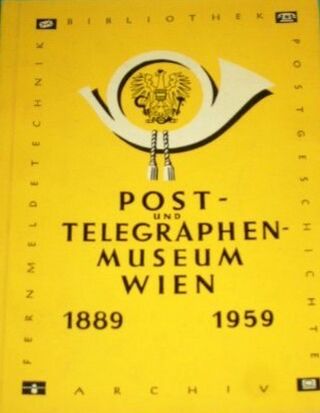 BIBLIOTHEK
POSTGESCHICHTE
FERNMELDETECHNIK
ARCHIV
POST-
UND
TELEGRAPHEN-
MUSEUM
WIEN
1889 1959